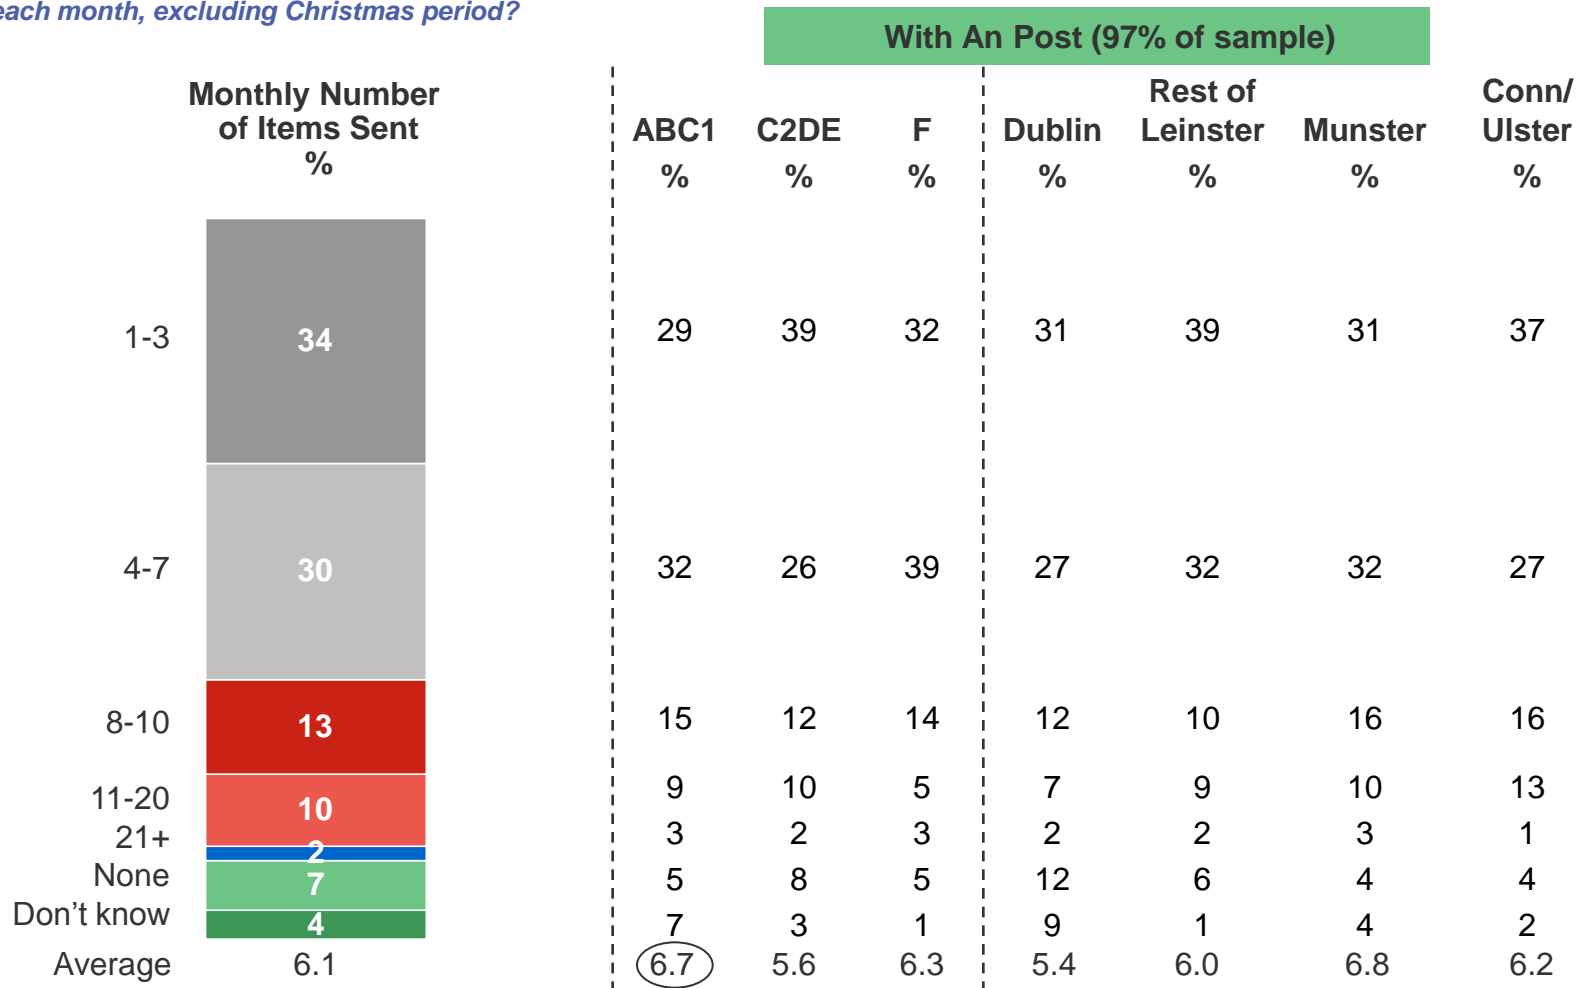 each month, excluding Christmas period?
With An Post (97% of sample)
Monthly Number
of Items Sent
%
ABC1 C2DE F Dublin Rest of Leinster Munster Conn/ Ulster
% % % % % % %
1-3 34 29 39 32 31 39 31 37
4-7 30 32 26 39 27 32 32 27
8-10 13 15 12 14 12 10 16 16
11-20 10 9 10 5 7 9 10 13
21+ 2 3 2 3 2 2 3 1
None 7 5 8 5 12 6 4 4
Don't know 4 7 3 1 9 1 4 2
Average 6.1 6.7 5.6 6.3 5.4 6.0 6.8 6.2